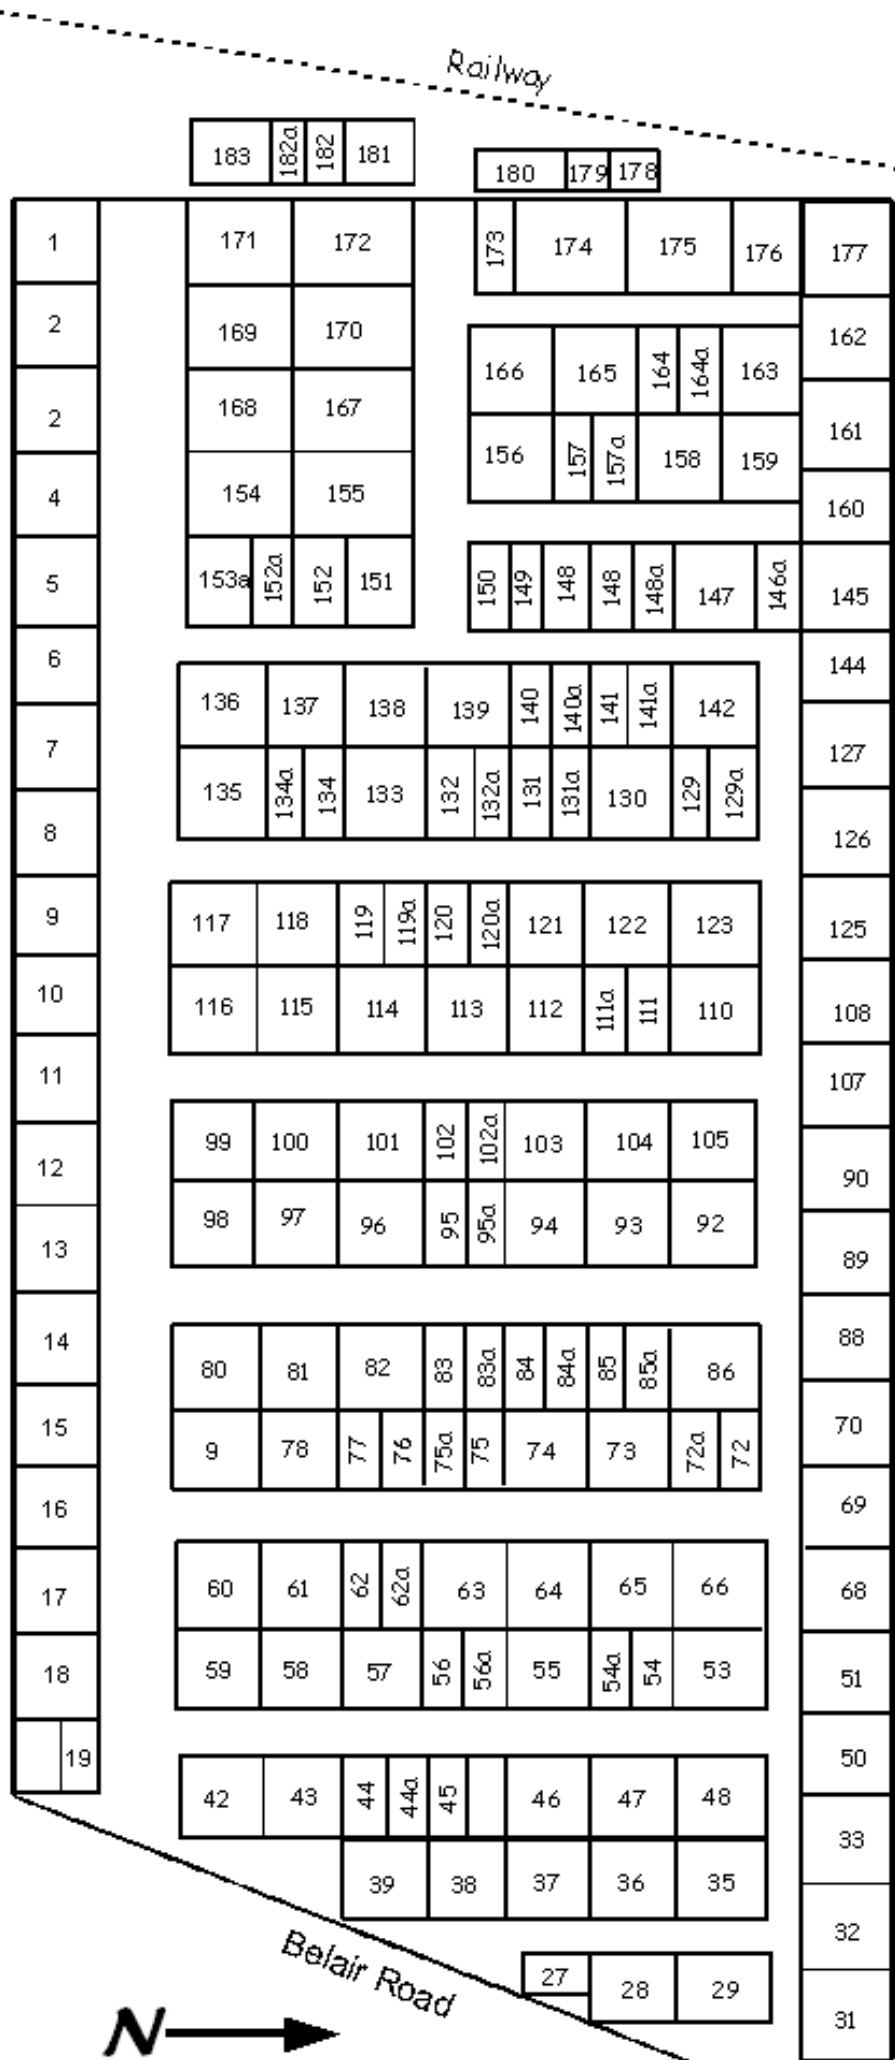 Railway
183 182a 182 181
180 179 178
1 171 172 173 174 175 176 177
2 169 170 166 165 164 164a 163 162
2 168 167 156 157 157a 158 159 161
4 154 155 160
5 153a 152a 152 151 150 149 148 148 148a 147 146a 145
6 136 137 138 139 140 140a 141 141a 142 144
7 135 134a 134 133 132 132a 131 131a 130 129 129a 127
8 126
9 117 118 119 119a 120 120a 121 122 123 125
10 116 115 114 113 112 111a 111 110 108
11 107
12 99 100 101 102 102a 103 104 105 90
13 98 97 96 95 95a 94 93 92 89
14 80 81 82 83 83a 84 84a 85 85a 86 88
15 9 78 77 76 75a 75 74 73 72a 72 70
16 69
17 60 61 62 62a 63 64 65 66 68
18 59 58 57 56 56a 55 54a 54 53 51
19 42 43 44 44a 45 46 47 48 50
39 38 37 36 35 33
32
Belair Road
27 28 29 31
N